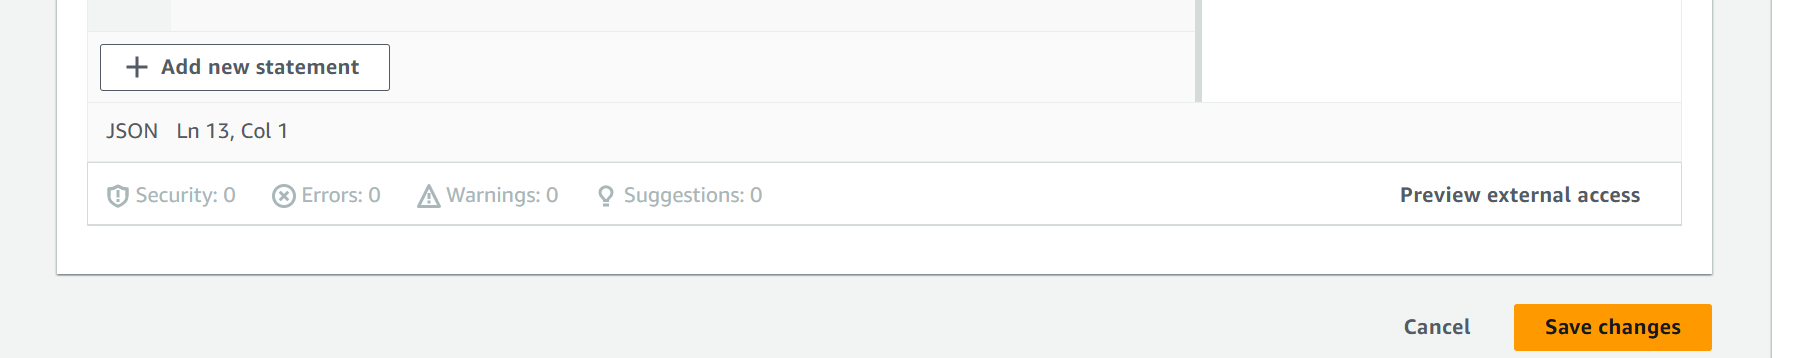 Add new statement
JSON Ln 13, Col 1
Security: 0 Errors: 0 Warnings: 0 Suggestions: 0 Preview external access
Cancel Save changes